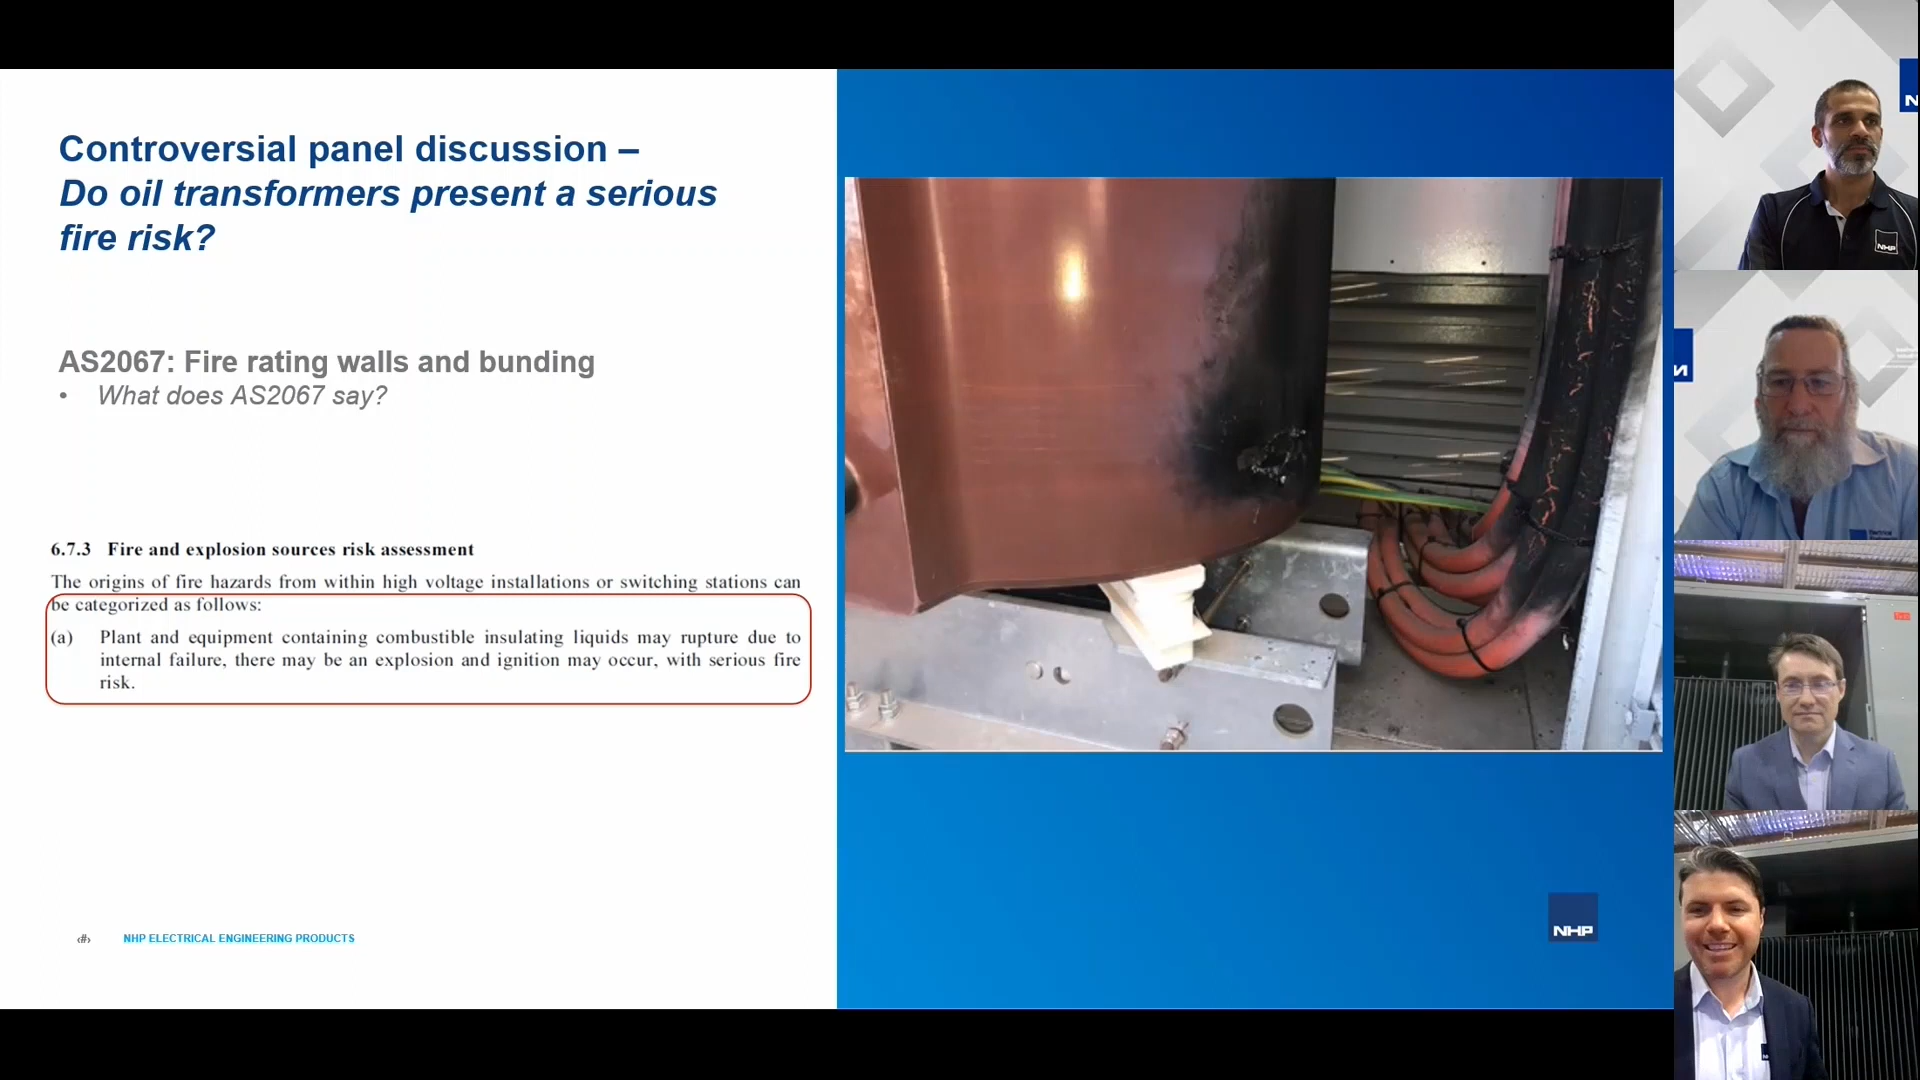 Controversial panel discussion –
Do oil transformers present a serious
fire risk?
AS2067: Fire rating walls and bunding
• What does AS2067 say?
6.7.3 Fire and explosion sources risk assessment
The origins of fire hazards from within high voltage installations or switching stations can
be categorized as follows:
(a) Plant and equipment containing combustible insulating liquids may rupture due to
internal failure, there may be an explosion and ignition may occur, with serious fire
risk.
‹#›
NHP ELECTRICAL ENGINEERING PRODUCTS
NHP
NHP